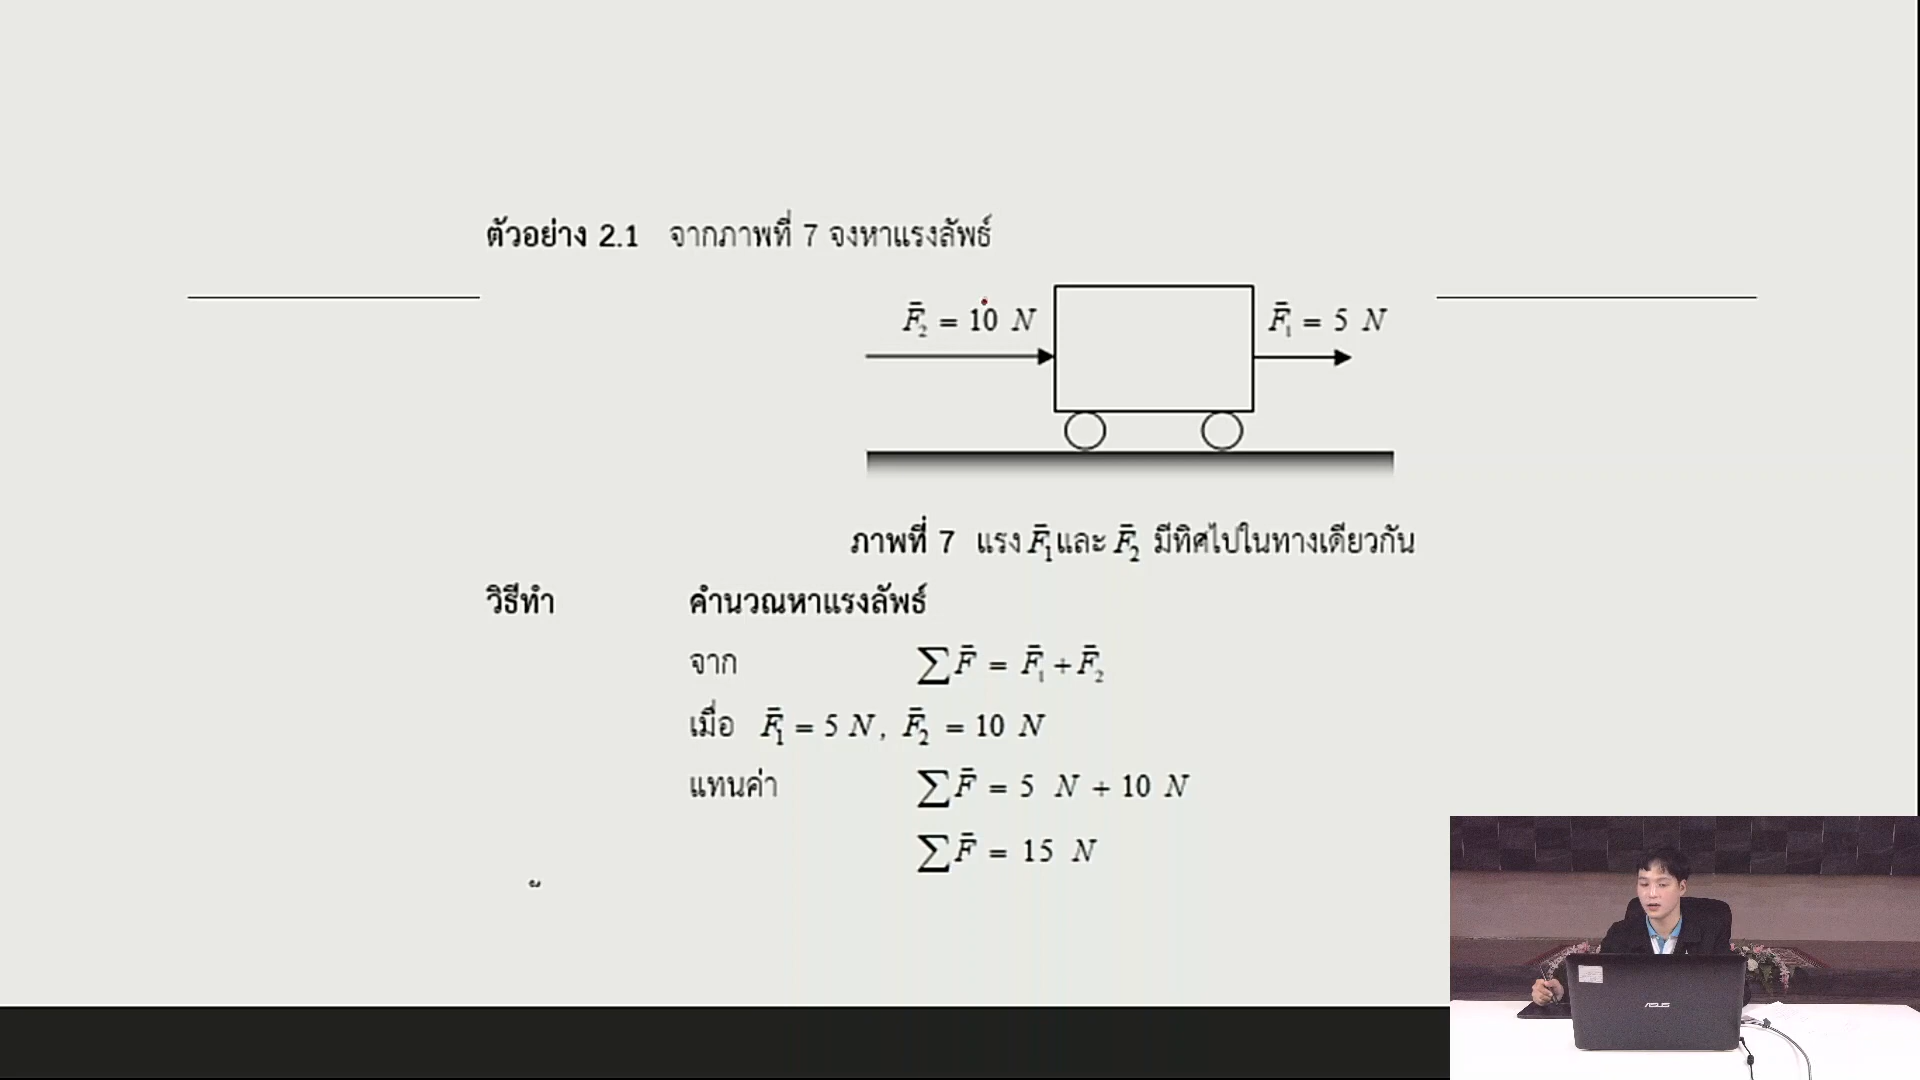 ตัวอย่าง 2.1 จากภาพที่ 7 จงหาแรงลัพธ์
F̄₂ = 10 N
F̄₁ = 5 N
ภาพที่ 7 แรง F̄₁ และ F̄₂ มีทิศไปในทางเดียวกัน
วิธีทำ คำนวณหาแรงลัพธ์
จาก ∑F̄ = F̄₁ + F̄₂
เมื่อ F̄₁ = 5 N, F̄₂ = 10 N
แทนค่า ∑F̄ = 5 N + 10 N
∑F̄ = 15 N
ASUS